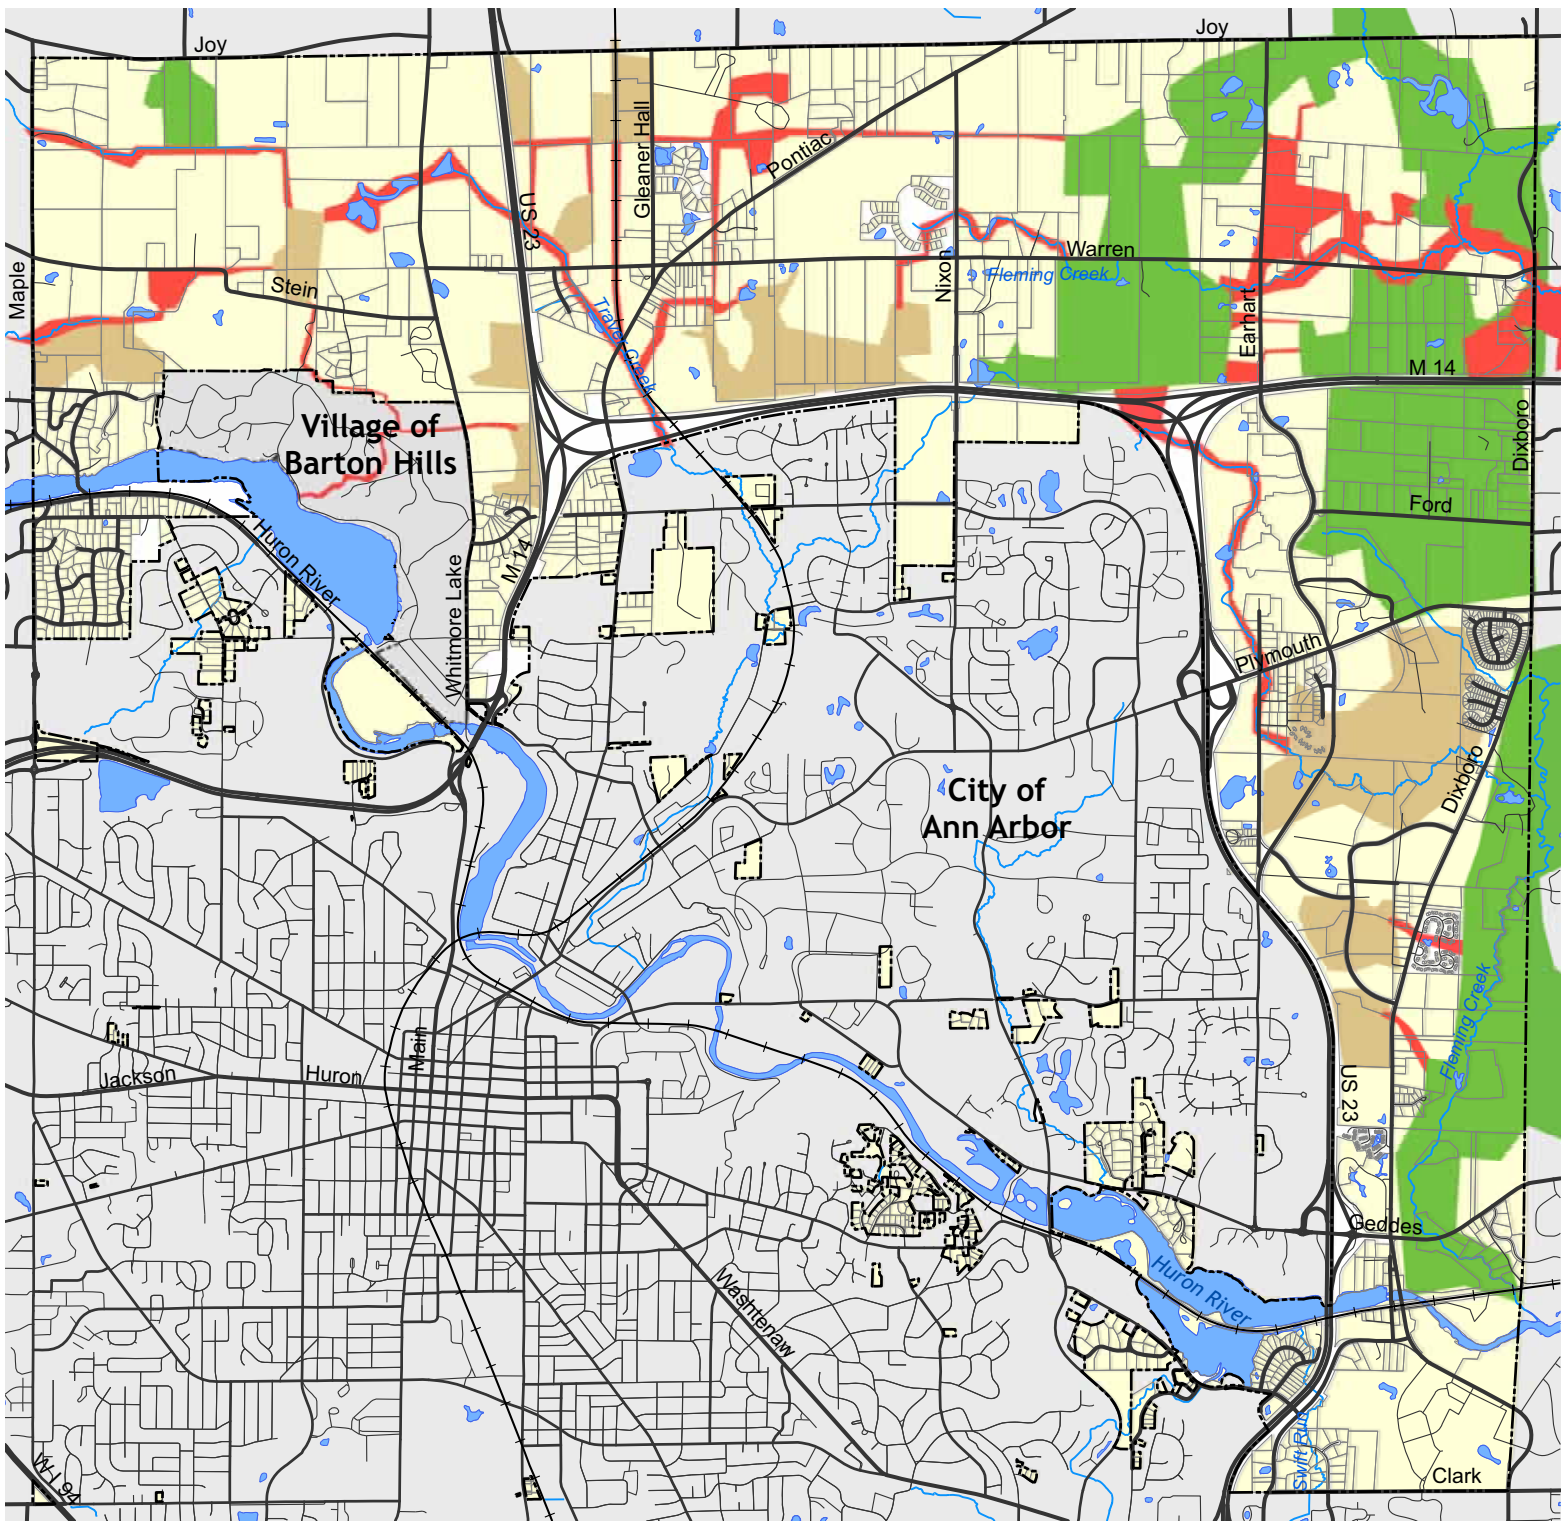 Joy
Joy
Gleaner Hall
Pontiac
US 23
Warren
Nixon
Fleming Creek
Maple
Stein
Traver Creek
Earhart
M 14
Village of
Barton Hills
Dixboro
Ford
Huron River
M 14
Whitmore Lake
Plymouth
City of
Ann Arbor
Dixboro
Fleming Creek
Main
Jackson
Huron
US 23
Geddes
Huron River
Washtenaw
Swift Run
Clark
W I 94